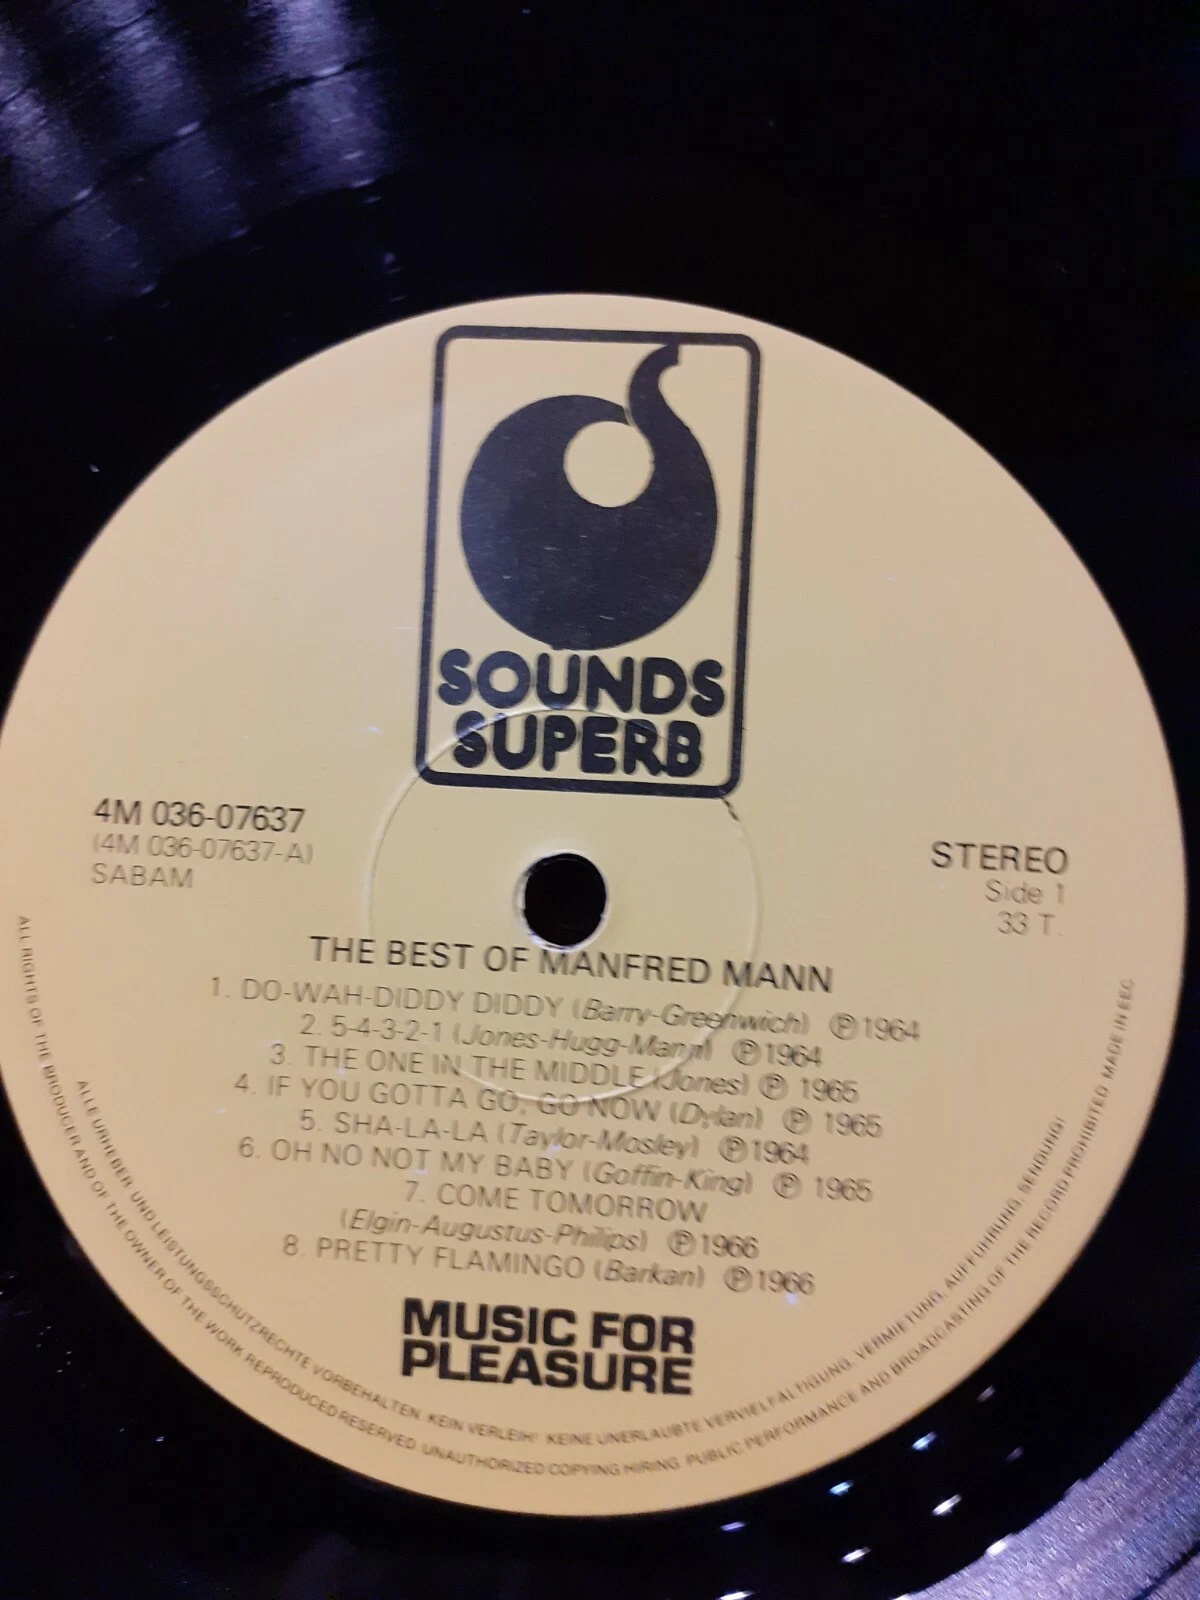 SOUNDS
SUPERB
4M 036-07637
(4M 036-07637-A)
SABAM
STEREO
Side 1
33 T.
THE BEST OF MANFRED MANN
1. DO-WAH-DIDDY DIDDY (Barry-Greenwich) ℗1964
2. 5-4-3-2-1 (Jones-Hugg-Mann) ℗1964
3. THE ONE IN THE MIDDLE (Jones) ℗ 1965
4. IF YOU GOTTA GO, GO NOW (Dylan) ℗ 1965
5. SHA-LA-LA (Taylor-Mosley) ℗1964
6. OH NO NOT MY BABY (Goffin-King) ℗ 1965
7. COME TOMORROW
(Elgin-Augustus-Philips) ℗1966
8. PRETTY FLAMINGO (Barkan) ℗1966
MUSIC FOR
PLEASURE
ALLE URHEBER UND LEISTUNGSSCHUTZRECHTE VORBEHALTEN. KEIN VERLEIH! KEINE UNERLAUBTE VERVIELFÄLTIGUNG, VERMIETUNG, AUFFÜHRUNG, SENDUNG!
ALL RIGHTS OF THE PRODUCER AND OF THE OWNER OF THE WORK REPRODUCED RESERVED. UNAUTHORIZED COPYING HIRING, PUBLIC PERFORMANCE AND BROADCASTING OF THE RECORD PROHIBITED. MADE IN EEC